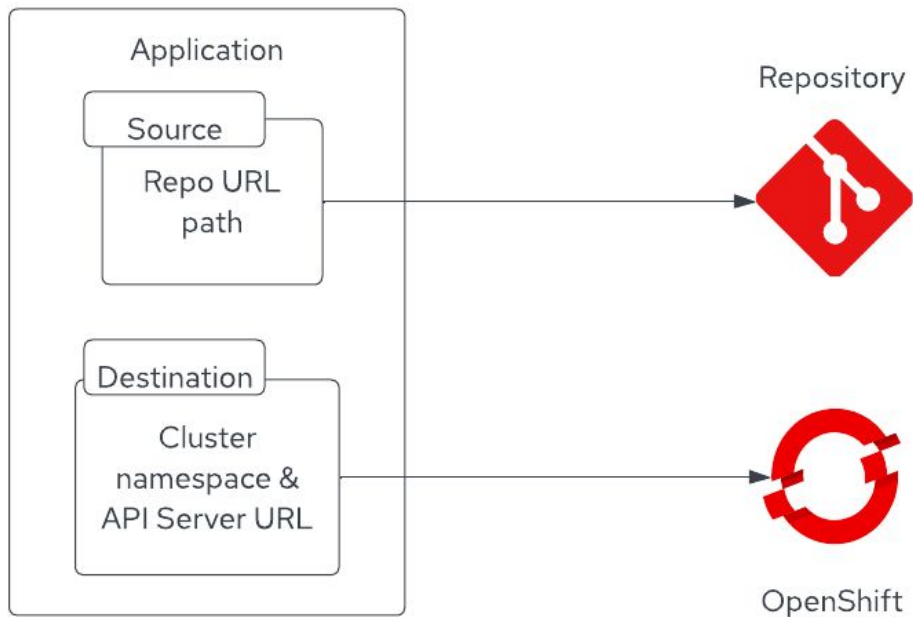 Application
Source
Repo URL
path
Repository
Destination
Cluster
namespace &
API Server URL
OpenShift